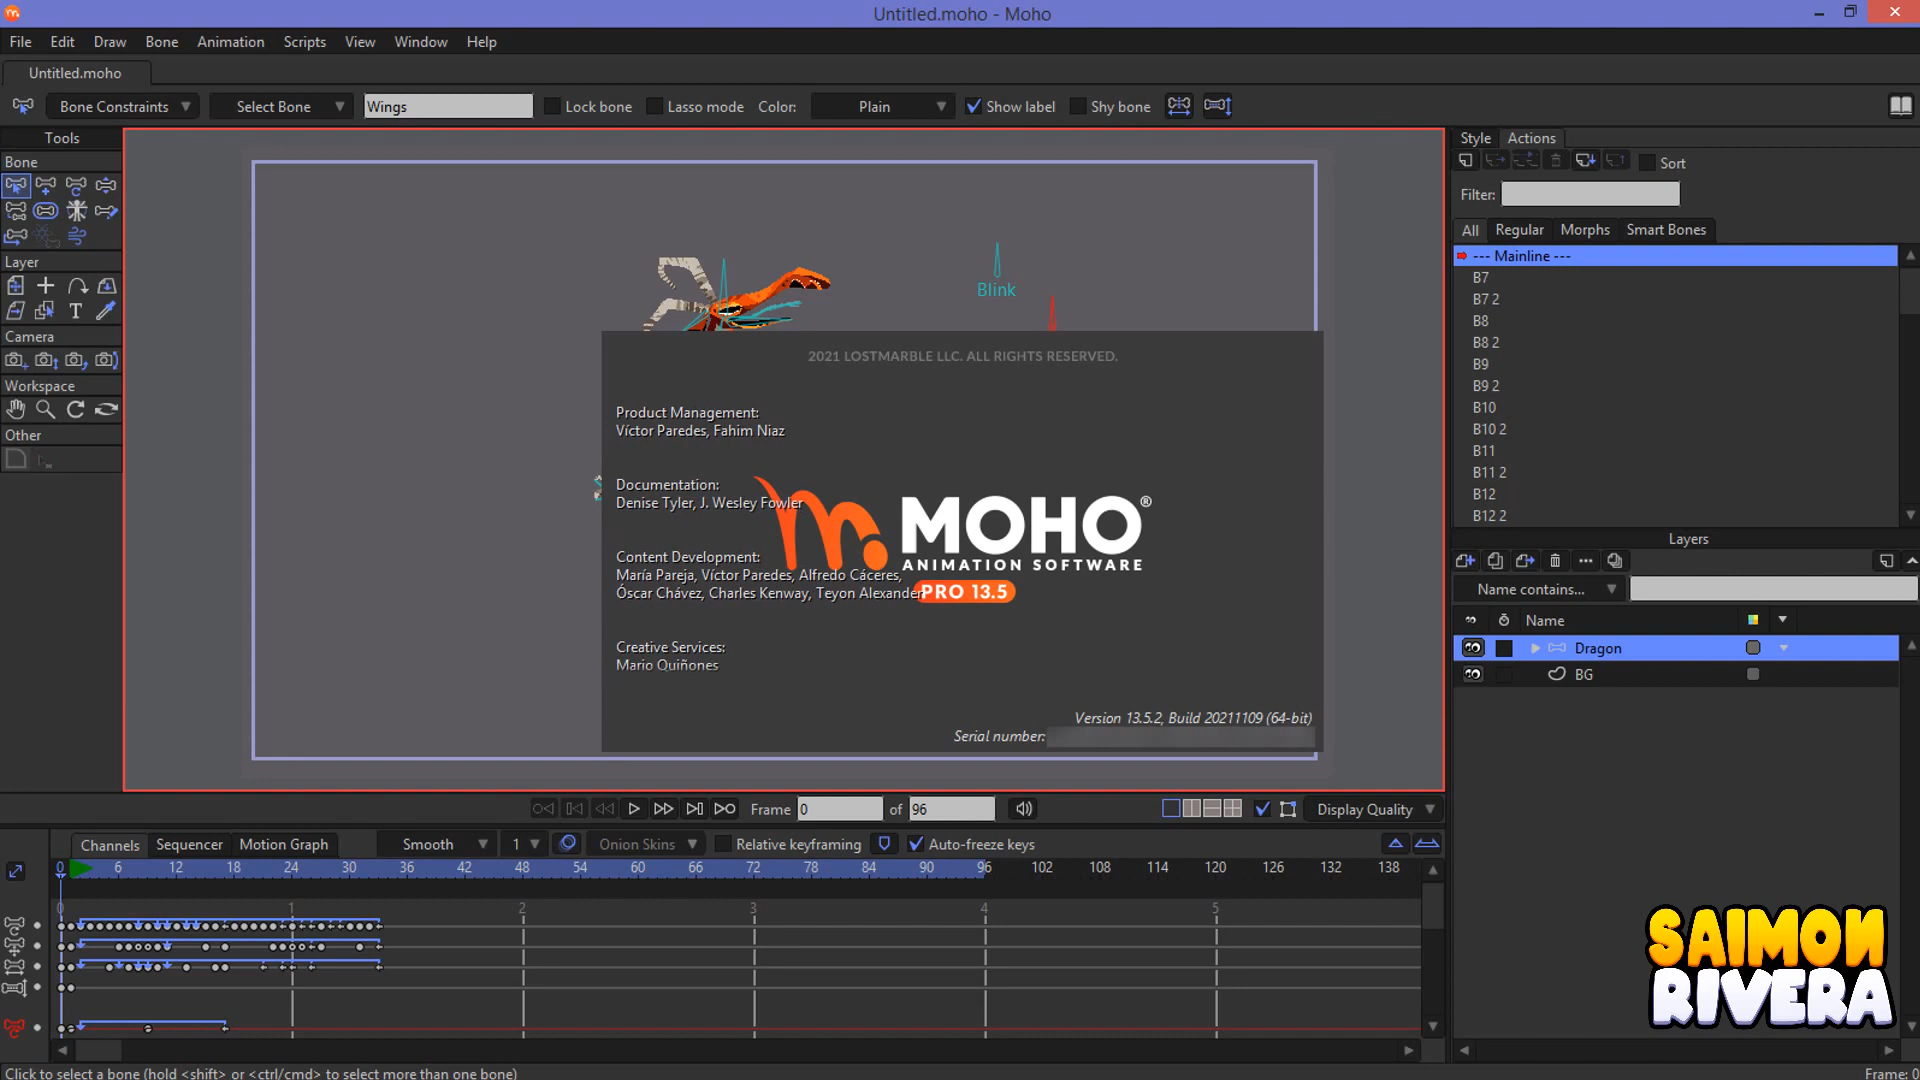 Untitled.moho - Moho
File Edit Draw Bone Animation Scripts View Window Help
Untitled.moho
Bone Constraints Select Bone Wings Lock bone Lasso mode Color: Plain Show label Shy bone
Tools
Bone
Layer
T
Camera
Workspace
Other
Blink
2021 LOSTMARBLE LLC. ALL RIGHTS RESERVED.
Product Management:
Víctor Paredes, Fahim Niaz
Documentation:
Denise Tyler, J. Wesley Fowler
Content Development:
María Pareja, Víctor Paredes, Alfredo Cáceres,
Óscar Chávez, Charles Kenway, Teyon Alexander
Creative Services:
Mario Quiñones
MOHO®
ANIMATION SOFTWARE
PRO 13.5
Version 13.5.2, Build 20211109 (64-bit)
Serial number:
Style Actions
Sort
Filter:
All Regular Morphs Smart Bones
--- Mainline ---
B7
B7 2
B8
B8 2
B9
B9 2
B10
B10 2
B11
B11 2
B12
B12 2
Layers
Name contains...
Name
Dragon
BG
Frame 0 of 96 Display Quality
Channels Sequencer Motion Graph Smooth 1 Onion Skins Relative keyframing Auto-freeze keys
0 6 12 18 24 30 36 42 48 54 60 66 72 78 84 90 96 102 108 114 120 126 132 138
0 1 2 3 4 5
SAIMON
RIVERA
Click to select a bone (hold <shift> or <ctrl/cmd> to select more than one bone)
Frame: 0